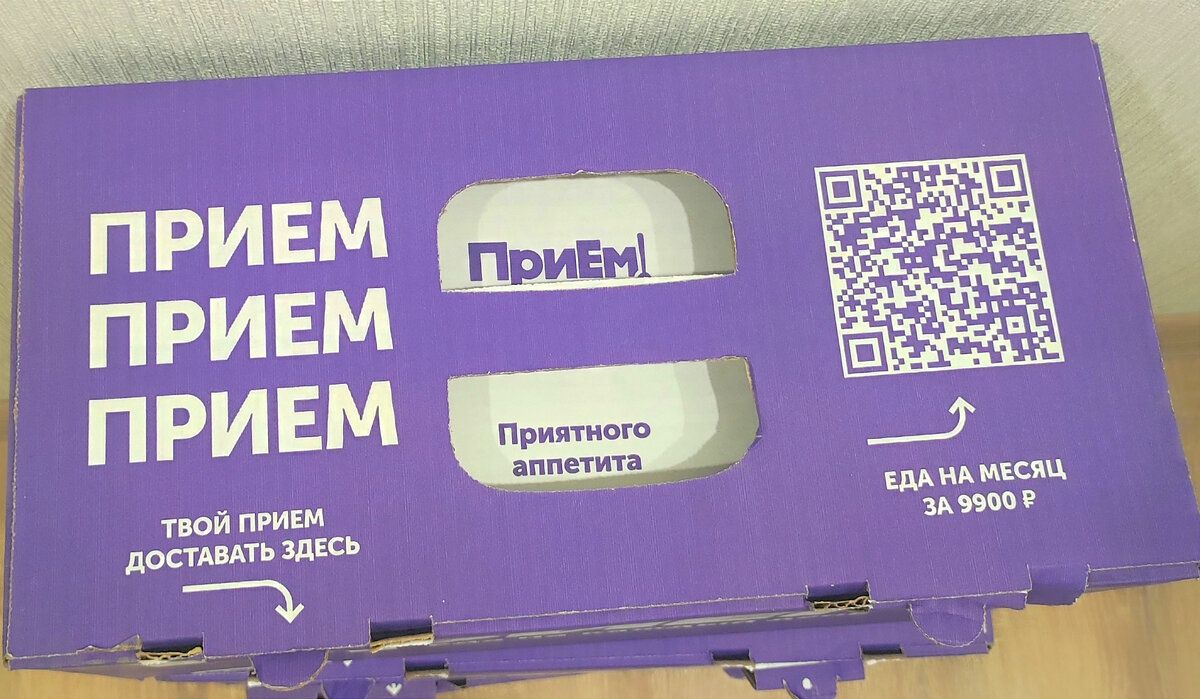 ПРИЕМ
ПРИЕМ
ПРИЕМ
ТВОЙ ПРИЕМ
ДОСТАВАТЬ ЗДЕСЬ
ПриЕм!
Приятного
аппетита
ЕДА НА МЕСЯЦ
ЗА 9900 ₽